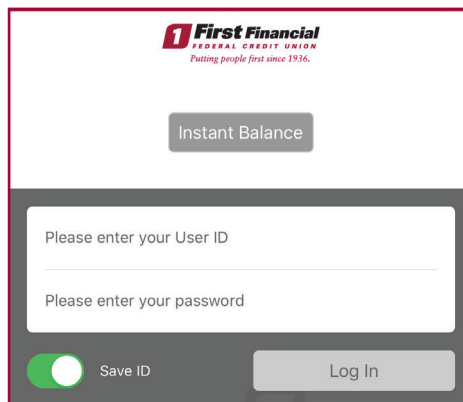 1 First Financial
FEDERAL CREDIT UNION
Putting people first since 1936.
Instant Balance
Please enter your User ID
Please enter your password
Save ID
Log In